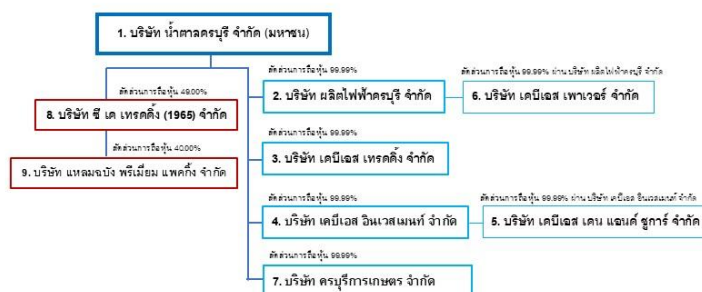 1. บริษัท น้ำตาลครบุรี จำกัด (มหาชน)
สัดส่วนการถือหุ้น 99.99%
สัดส่วนการถือหุ้น 99.99% ผ่าน บริษัท ผลิตไฟฟ้าครบุรี จำกัด
สัดส่วนการถือหุ้น 49.00%
2. บริษัท ผลิตไฟฟ้าครบุรี จำกัด
6. บริษัท เคบีเอส เพาเวอร์ จำกัด
8. บริษัท ซี เค เทรดดิ้ง (1965) จำกัด
สัดส่วนการถือหุ้น 99.99%
สัดส่วนการถือหุ้น 40.00%
3. บริษัท เคบีเอส เทรดดิ้ง จำกัด
9. บริษัท แหลมฉบัง พรีเมี่ยม แพคกิ้ง จำกัด
สัดส่วนการถือหุ้น 99.99%
สัดส่วนการถือหุ้น 99.99% ผ่าน บริษัท เคบีเอส อินเวสเมนท์ จำกัด
4. บริษัท เคบีเอส อินเวสเมนท์ จำกัด
5. บริษัท เคบีเอส เคน แอนด์ ชูการ์ จำกัด
สัดส่วนการถือหุ้น 99.99%
7. บริษัท ครบุรีการเกษตร จำกัด